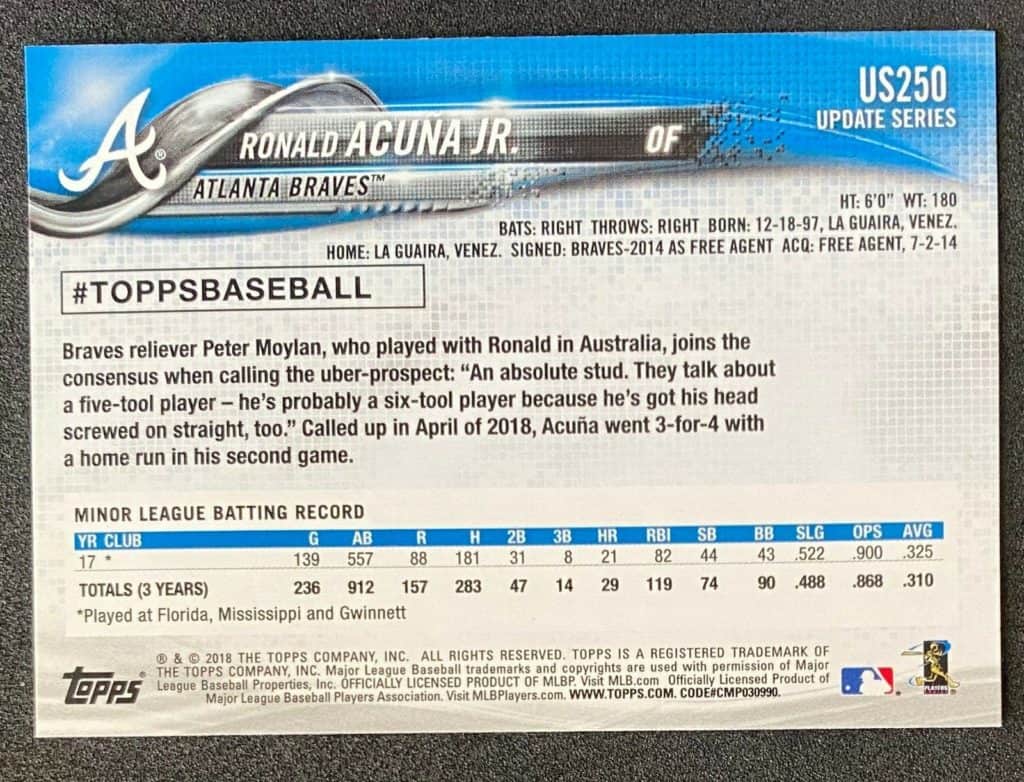 US250
UPDATE SERIES
A®
RONALD ACUÑA JR. OF
ATLANTA BRAVES™
HT: 6'0" WT: 180
BATS: RIGHT THROWS: RIGHT BORN: 12-18-97, LA GUAIRA, VENEZ.
HOME: LA GUAIRA, VENEZ. SIGNED: BRAVES-2014 AS FREE AGENT ACQ: FREE AGENT, 7-2-14
#TOPPSBASEBALL
Braves reliever Peter Moylan, who played with Ronald in Australia, joins the
consensus when calling the uber-prospect: “An absolute stud. They talk about
a five-tool player – he’s probably a six-tool player because he’s got his head
screwed on straight, too.” Called up in April of 2018, Acuña went 3-for-4 with
a home run in his second game.
MINOR LEAGUE BATTING RECORD
YR CLUB G AB R H 2B 3B HR RBI SB BB SLG OPS AVG
17 * 139 557 88 181 31 8 21 82 44 43 .522 .900 .325
TOTALS (3 YEARS) 236 912 157 283 47 14 29 119 74 90 .488 .868 .310
*Played at Florida, Mississippi and Gwinnett
Topps®
® & © 2018 THE TOPPS COMPANY, INC. ALL RIGHTS RESERVED. TOPPS IS A REGISTERED TRADEMARK OF
THE TOPPS COMPANY, INC. Major League Baseball trademarks and copyrights are used with permission of Major
League Baseball Properties, Inc. OFFICIALLY LICENSED PRODUCT OF MLBP. Visit MLB.com Officially Licensed Product of
Major League Baseball Players Association. Visit MLBPlayers.com. WWW.TOPPS.COM. CODE#CMP030990.
PLAYERS